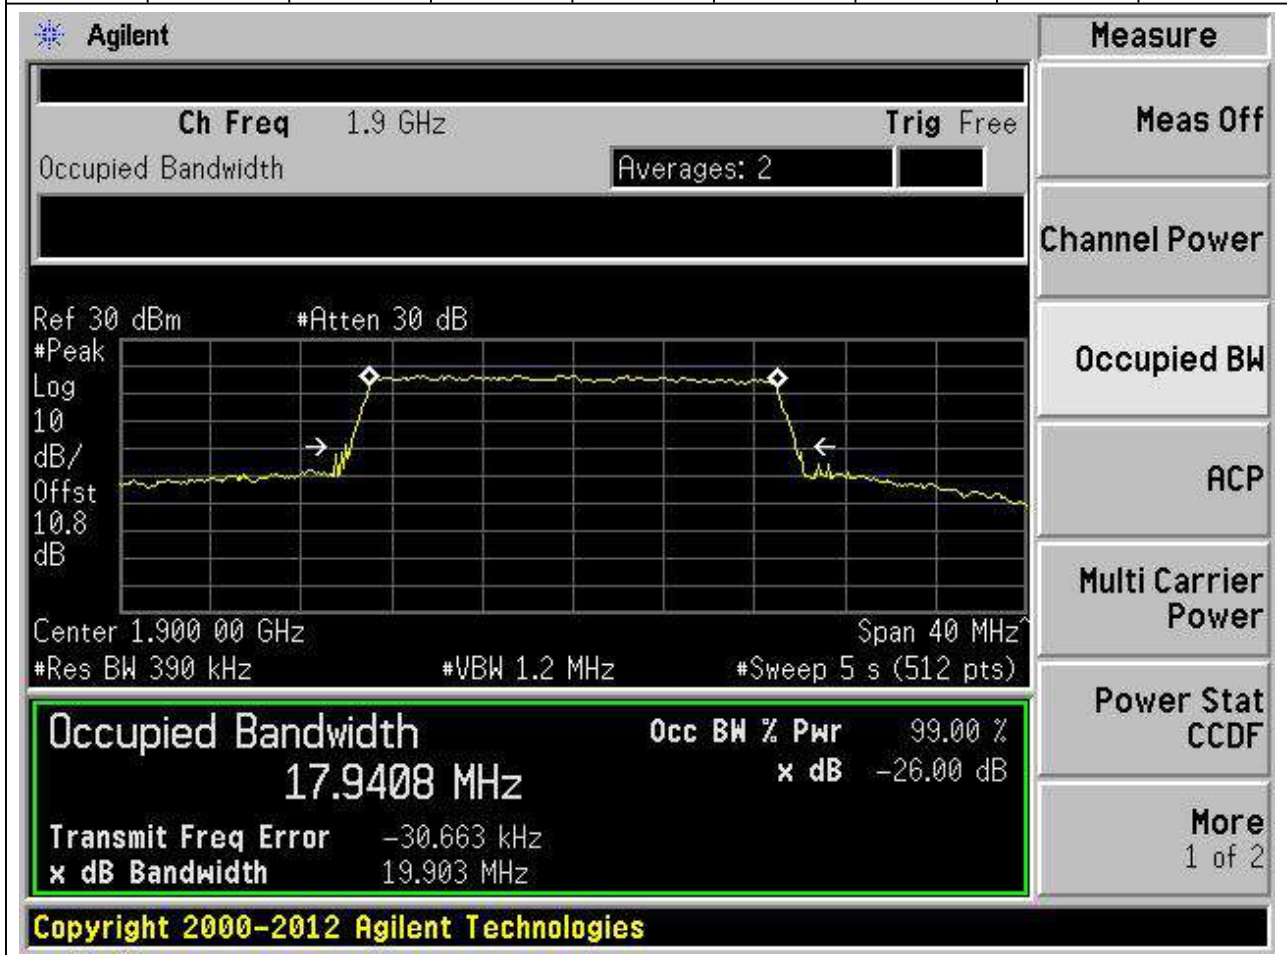 Agilent
Measure
Ch Freq 1.9 GHz Trig Free
Occupied Bandwidth Averages: 2
Ref 30 dBm #Atten 30 dB
#Peak
Log
10
dB/
Offst
10.8
dB
Center 1.900 00 GHz Span 40 MHz^
#Res BW 390 kHz #VBW 1.2 MHz #Sweep 5 s (512 pts)
Occupied Bandwidth Occ BW % Pwr 99.00 %
17.9408 MHz x dB -26.00 dB
Transmit Freq Error -30.663 kHz
x dB Bandwidth 19.903 MHz
Meas Off
Channel Power
Occupied BW
ACP
Multi Carrier
Power
Power Stat
CCDF
More
1 of 2
Copyright 2000-2012 Agilent Technologies